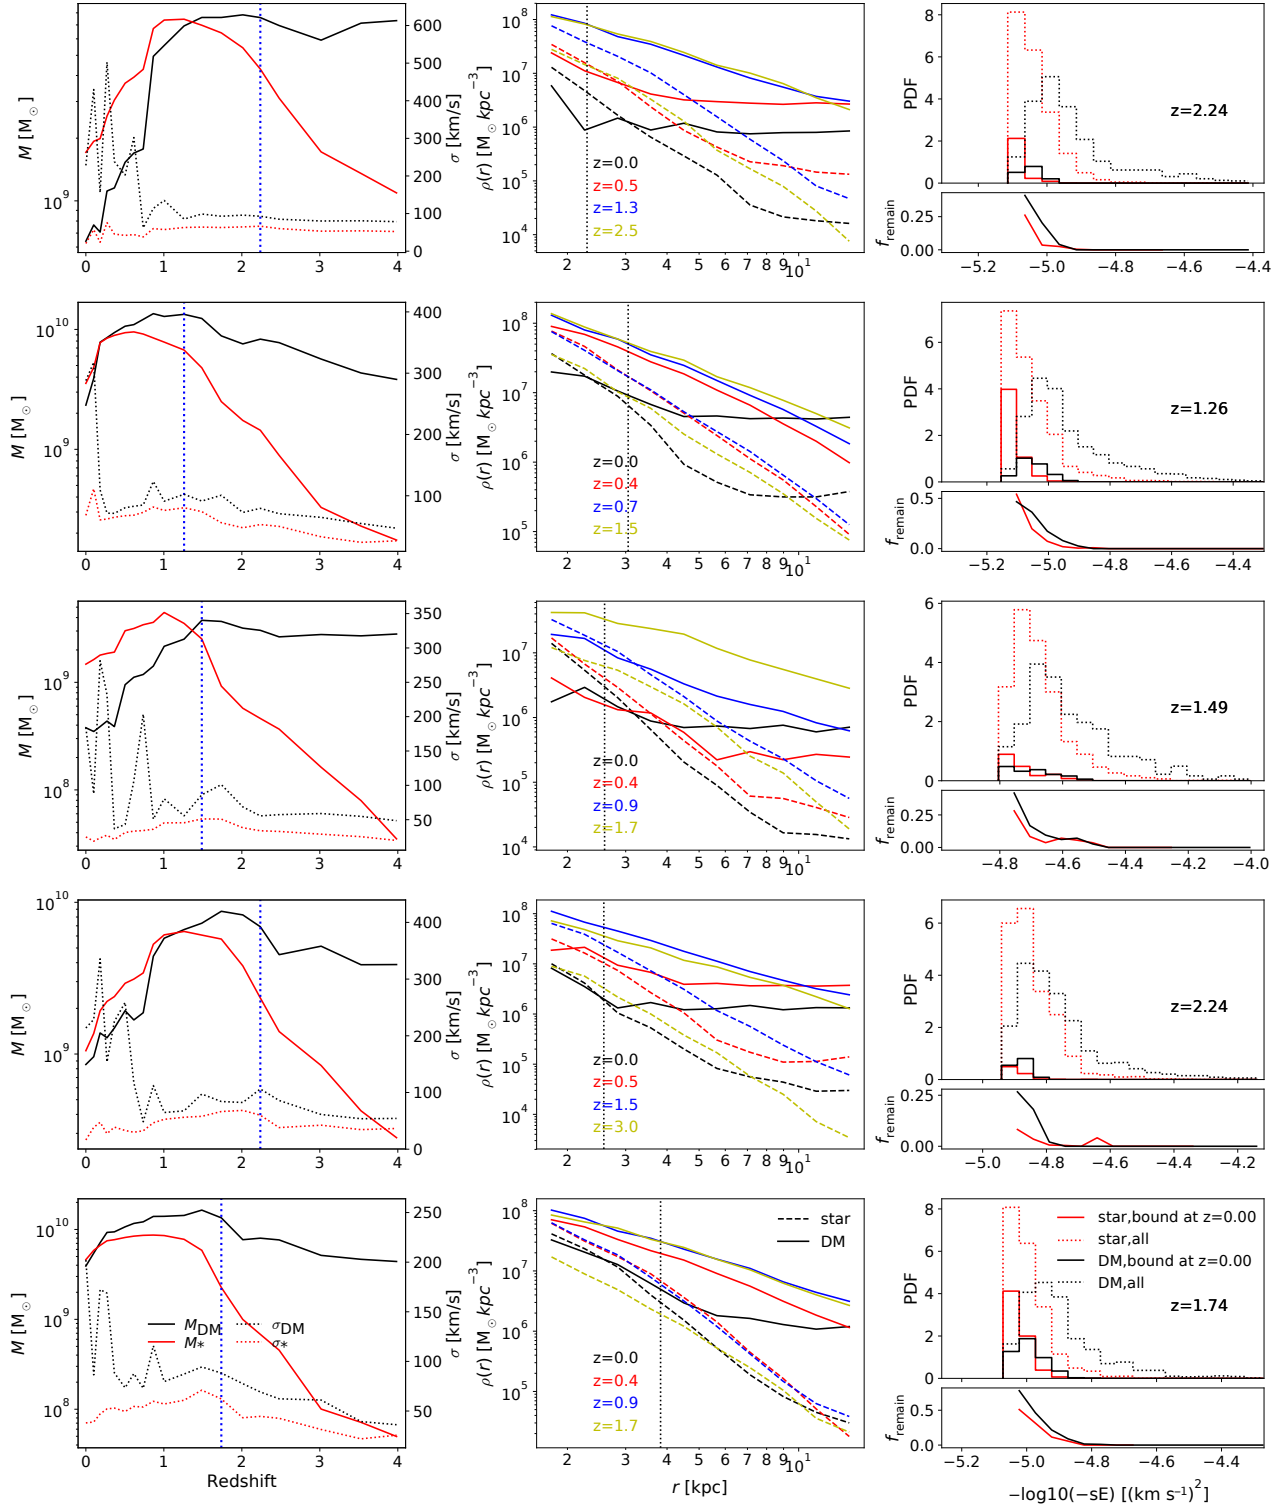 M [M⊙]
10⁹
0 1 2 3 4
0 100 200 300 400 500 600
σ [km/s]
ρ(r) [M⊙ kpc⁻³]
10⁸
10⁷
10⁶
10⁵
10⁴
z=0.0
z=0.5
z=1.3
z=2.5
2 3 4 5 6 7 8 9 10¹
PDF
8
6
4
2
0
z=2.24
f_remain
0.25
0.00
−5.2 −5.0 −4.8 −4.6 −4.4
M [M⊙]
10¹⁰
10⁹
0 1 2 3 4
0 100 200 300 400
σ [km/s]
ρ(r) [M⊙ kpc⁻³]
10⁸
10⁷
10⁶
10⁵
z=0.0
z=0.4
z=0.7
z=1.5
2 3 4 5 6 7 8 9 10¹
PDF
6
4
2
0
z=1.26
f_remain
0.5
0.0
−5.2 −5.0 −4.8 −4.6 −4.4
M [M⊙]
10⁹
10⁸
0 1 2 3 4
0 50 100 150 200 250 300 350
σ [km/s]
ρ(r) [M⊙ kpc⁻³]
10⁷
10⁶
10⁵
10⁴
z=0.0
z=0.4
z=0.9
z=1.7
2 3 4 5 6 7 8 9 10¹
PDF
6
4
2
0
z=1.49
f_remain
0.25
0.00
−4.8 −4.6 −4.4 −4.2 −4.0
M [M⊙]
10¹⁰
10⁹
0 1 2 3 4
0 100 200 300 400
σ [km/s]
ρ(r) [M⊙ kpc⁻³]
10⁸
10⁷
10⁶
10⁵
10⁴
z=0.0
z=0.5
z=1.5
z=3.0
2 3 4 5 6 7 8 9 10¹
PDF
6
4
2
0
z=2.24
f_remain
0.25
0.00
−5.0 −4.8 −4.6 −4.4 −4.2
M [M⊙]
10¹⁰
10⁹
10⁸
M_DM
M_*
σ_DM
σ_*
0 1 2 3 4
Redshift
50 100 150 200 250
σ [km/s]
ρ(r) [M⊙ kpc⁻³]
10⁸
10⁷
10⁶
10⁵
star
DM
z=0.0
z=0.4
z=0.9
z=1.7
2 3 4 5 6 7 8 9 10¹
r [kpc]
PDF
8
6
4
2
0
star,bound at z=0.00
star,all
DM,bound at z=0.00
DM,all
z=1.74
f_remain
0.5
0.0
−5.2 −5.0 −4.8 −4.6 −4.4
−log10(−sE) [(km s⁻¹)²]